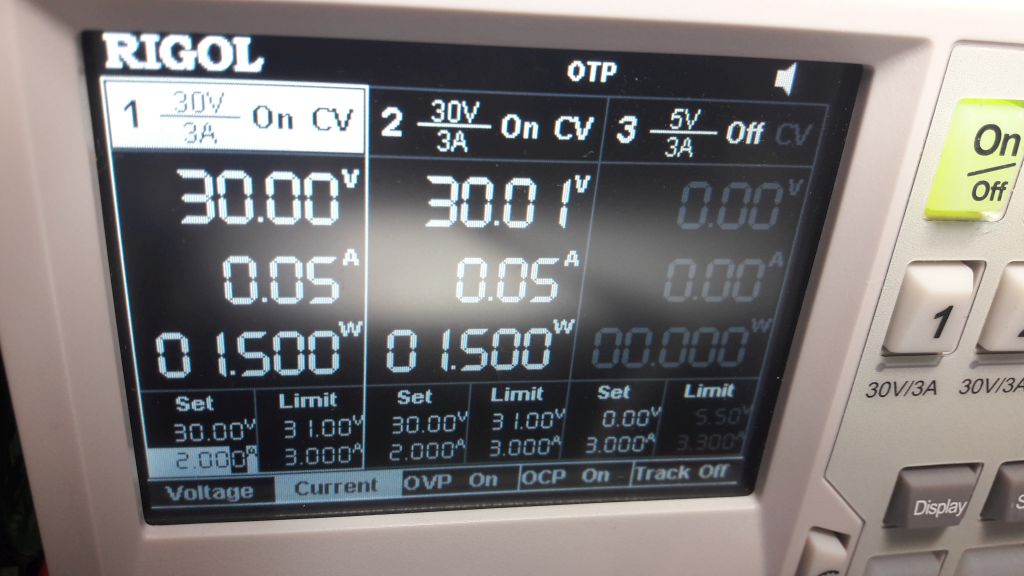 RIGOL
OTP
1 30V/3A On CV 2 30V/3A On CV 3 5V/3A Off CV
30.00V 30.01V 0.00V
0.05A 0.05A 0.00A
01.500W 01.500W 00.000W
Set Limit Set Limit Set Limit
30.00V 31.00V 30.00V 31.00V 0.00V 5.50V
2.000A 3.000A 2.000A 3.000A 3.000A 3.300A
Voltage Current OVP On OCP On Track Off
On
Off
1
30V/3A 30V/3A
Display